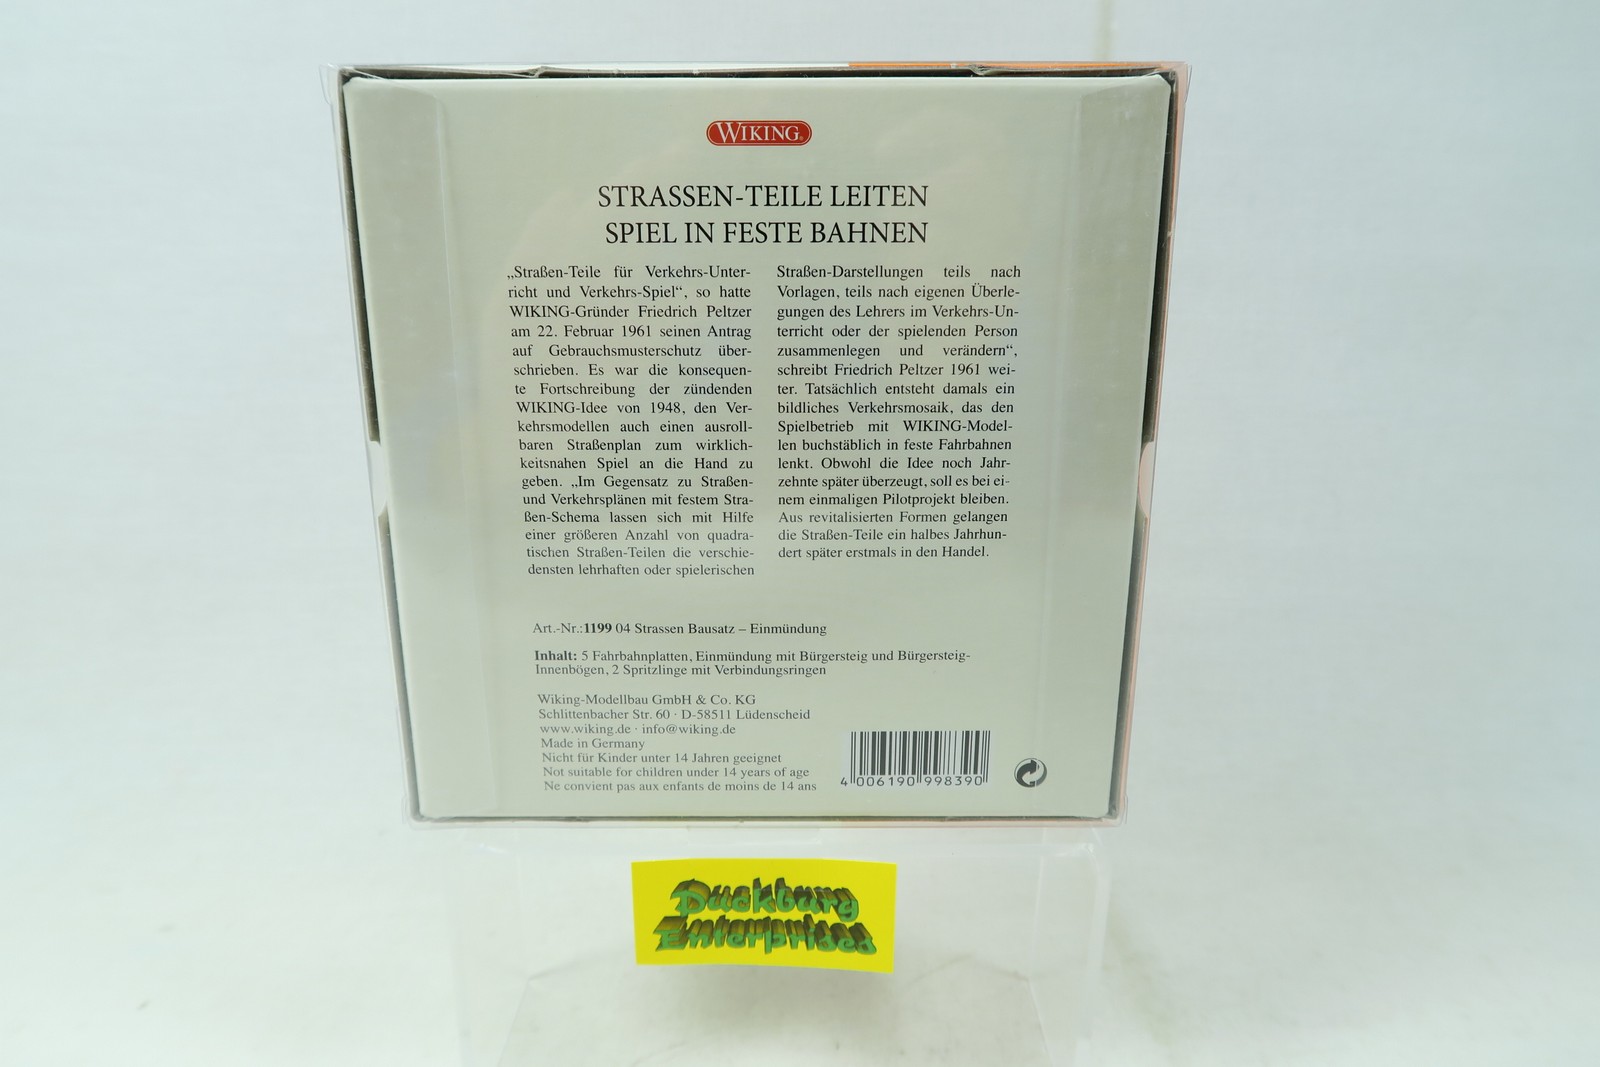 WIKING
STRASSEN-TEILE LEITEN
SPIEL IN FESTE BAHNEN
„Straßen-Teile für Verkehrs-Unter-
richt und Verkehrs-Spiel“, so hatte
WIKING-Gründer Friedrich Peltzer
am 22. Februar 1961 seinen Antrag
auf Gebrauchsmusterschutz über-
schrieben. Es war die konsequen-
te Fortschreibung der zündenden
WIKING-Idee von 1948, den Ver-
kehrsmodellen auch einen ausroll-
baren Straßenplan zum wirklich-
keitsnahen Spiel an die Hand zu
geben. „Im Gegensatz zu Straßen-
und Verkehrsplänen mit festem Stra-
ßen-Schema lassen sich mit Hilfe
einer größeren Anzahl von quadra-
tischen Straßen-Teilen die verschie-
densten lehrhaften oder spielerischen
Straßen-Darstellungen teils nach
Vorlagen, teils nach eigenen Überle-
gungen des Lehrers im Verkehrs-Un-
terricht oder der spielenden Person
zusammenlegen und verändern“,
schreibt Friedrich Peltzer 1961 wei-
ter. Tatsächlich entsteht damals ein
bildliches Verkehrsmosaik, das den
Spielbetrieb mit WIKING-Model-
len buchstäblich in feste Fahrbahnen
lenkt. Obwohl die Idee noch Jahr-
zehnte später überzeugt, soll es bei ei-
nem einmaligen Pilotprojekt bleiben.
Aus revitalisierten Formen gelangen
die Straßen-Teile ein halbes Jahrhun-
dert später erstmals in den Handel.
Art.-Nr.:1199 04 Strassen Bausatz – Einmündung
Inhalt: 5 Fahrbahnplatten, Einmündung mit Bürgersteig und Bürgersteig-
Innenbögen, 2 Spritzlinge mit Verbindungsringen
Wiking-Modellbau GmbH & Co. KG
Schlittenbacher Str. 60 · D-58511 Lüdenscheid
www.wiking.de · info@wiking.de
Made in Germany
Nicht für Kinder unter 14 Jahren geeignet
Not suitable for children under 14 years of age
Ne convient pas aux enfants de moins de 14 ans
4 006190 998390
Duckburg
Enterprises